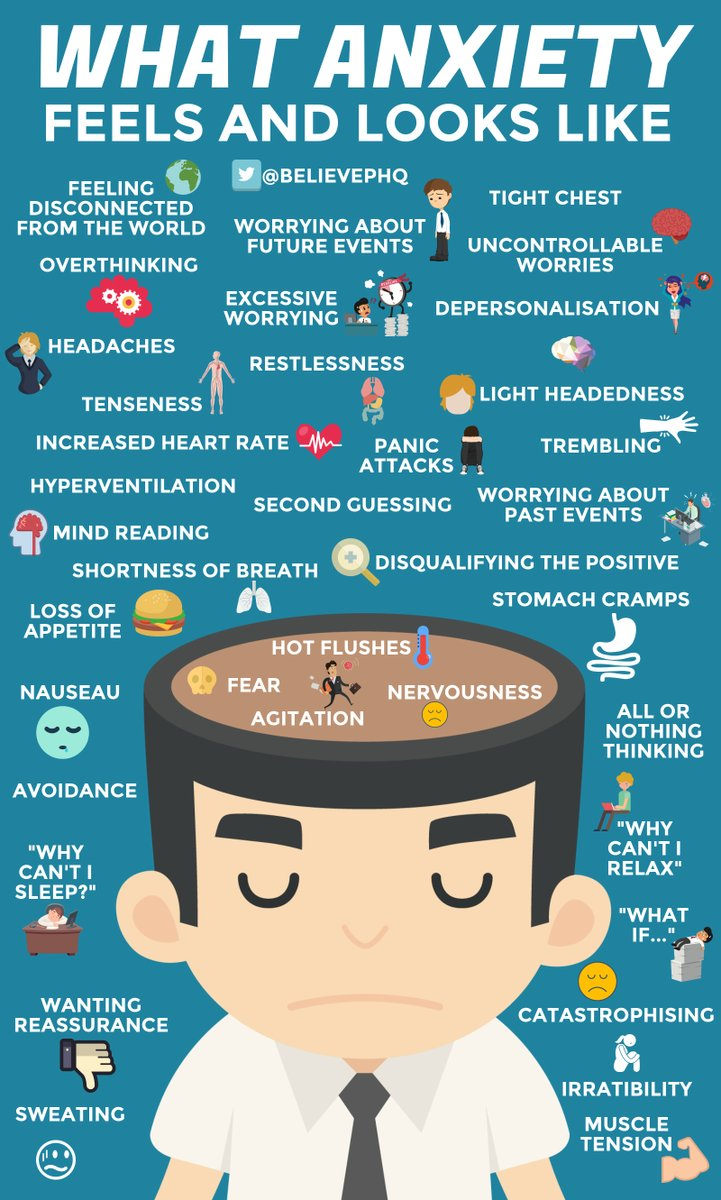 WHAT ANXIETY
FEELS AND LOOKS LIKE
@BELIEVEPHQ
FEELING
DISCONNECTED
FROM THE WORLD
WORRYING ABOUT
FUTURE EVENTS
TIGHT CHEST
UNCONTROLLABLE
WORRIES
OVERTHINKING
EXCESSIVE
WORRYING
DEPERSONALISATION
HEADACHES
RESTLESSNESS
TENSENESS
LIGHT HEADEDNESS
INCREASED HEART RATE
PANIC
ATTACKS
TREMBLING
HYPERVENTILATION
SECOND GUESSING
WORRYING ABOUT
PAST EVENTS
MIND READING
SHORTNESS OF BREATH
DISQUALIFYING THE POSITIVE
LOSS OF
APPETITE
STOMACH CRAMPS
HOT FLUSHES
FEAR
NERVOUSNESS
AGITATION
NAUSEAU
ALL OR
NOTHING
THINKING
AVOIDANCE
"WHY
CAN'T I
SLEEP?"
"WHY
CAN'T I
RELAX"
"WHAT
IF..."
WANTING
REASSURANCE
CATASTROPHISING
SWEATING
IRRATIBILITY
MUSCLE
TENSION